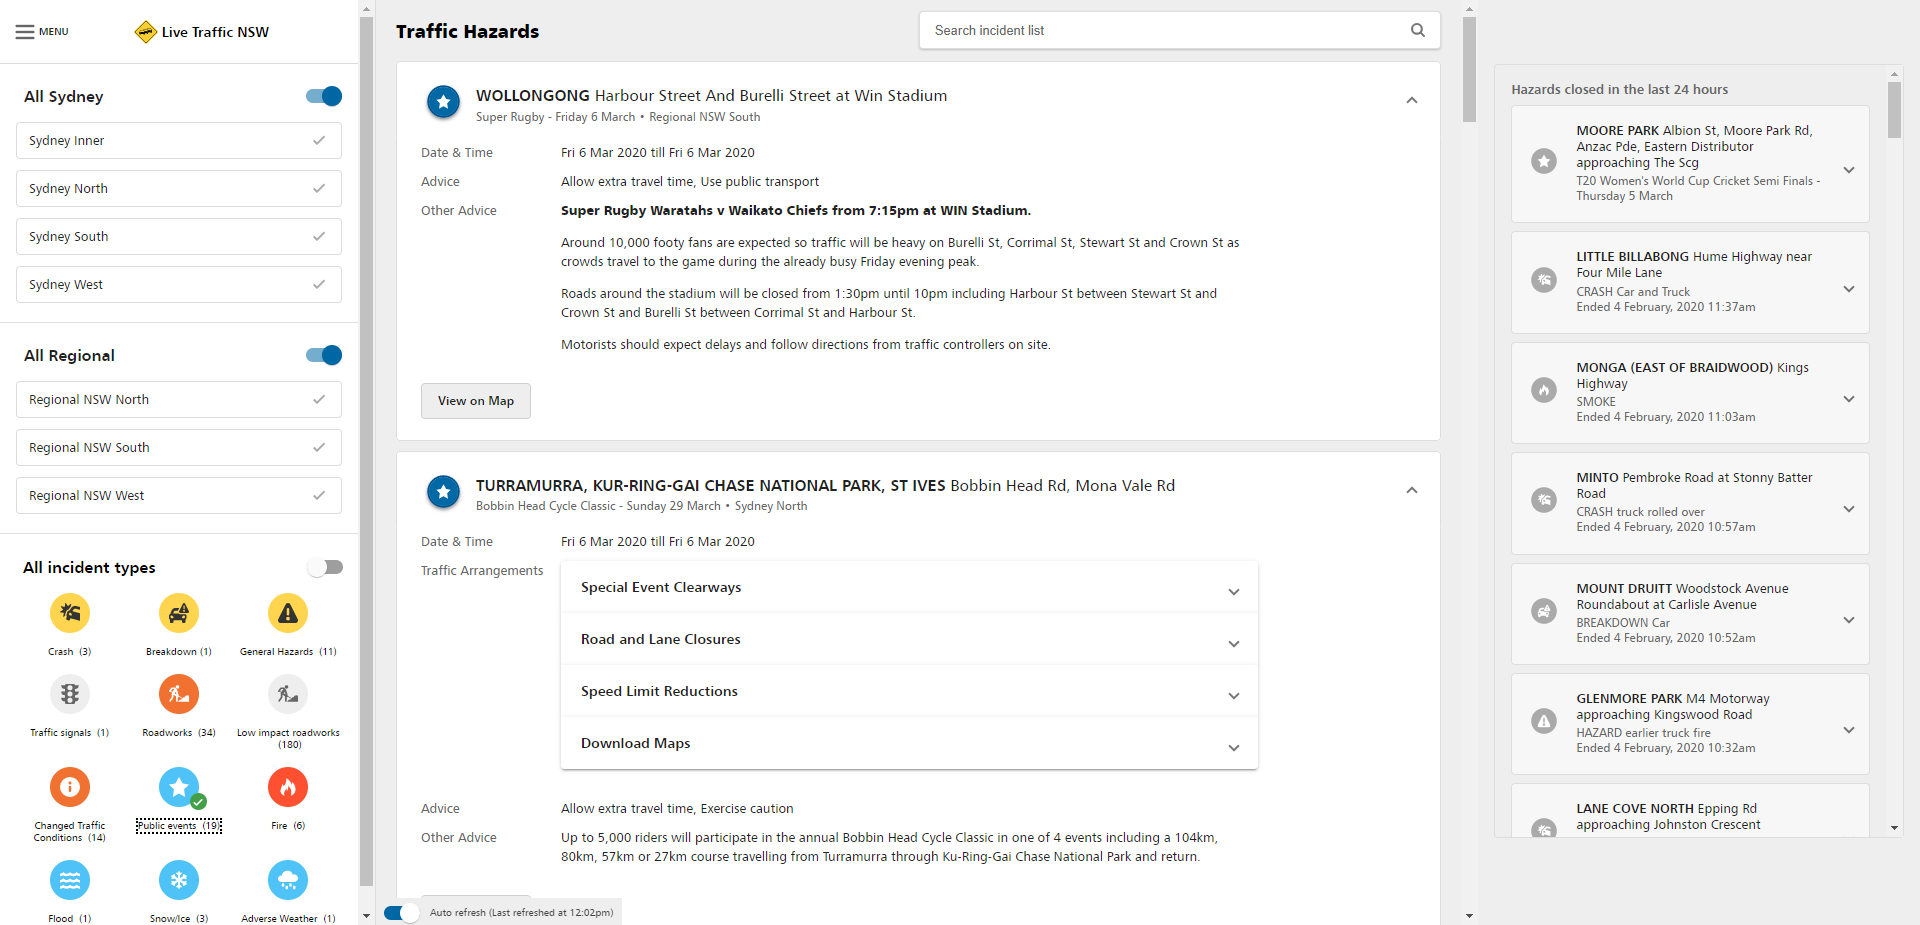 MENU
Live Traffic NSW
All Sydney
Sydney Inner
Sydney North
Sydney South
Sydney West
All Regional
Regional NSW North
Regional NSW South
Regional NSW West
All incident types
Crash (3)
Breakdown (1)
General Hazards (11)
Traffic signals (1)
Roadworks (34)
Low impact roadworks
(180)
Changed Traffic
Conditions (14)
Public events (19)
Fire (6)
Flood (1)
Snow/Ice (3)
Adverse Weather (1)
Traffic Hazards
Search incident list
WOLLONGONG Harbour Street And Burelli Street at Win Stadium
Super Rugby - Friday 6 March • Regional NSW South
Date & Time
Fri 6 Mar 2020 till Fri 6 Mar 2020
Advice
Allow extra travel time, Use public transport
Other Advice
Super Rugby Waratahs v Waikato Chiefs from 7:15pm at WIN Stadium.
Around 10,000 footy fans are expected so traffic will be heavy on Burelli St, Corrimal St, Stewart St and Crown St as
crowds travel to the game during the already busy Friday evening peak.
Roads around the stadium will be closed from 1:30pm until 10pm including Harbour St between Stewart St and
Crown St and Burelli St between Corrimal St and Harbour St.
Motorists should expect delays and follow directions from traffic controllers on site.
View on Map
TURRAMURRA, KUR-RING-GAI CHASE NATIONAL PARK, ST IVES Bobbin Head Rd, Mona Vale Rd
Bobbin Head Cycle Classic - Sunday 29 March • Sydney North
Date & Time
Fri 6 Mar 2020 till Fri 6 Mar 2020
Traffic Arrangements
Special Event Clearways
Road and Lane Closures
Speed Limit Reductions
Download Maps
Advice
Allow extra travel time, Exercise caution
Other Advice
Up to 5,000 riders will participate in the annual Bobbin Head Cycle Classic in one of 4 events including a 104km,
80km, 57km or 27km course travelling from Turramurra through Ku-Ring-Gai Chase National Park and return.
Auto refresh (Last refreshed at 12:02pm)
Hazards closed in the last 24 hours
MOORE PARK Albion St, Moore Park Rd,
Anzac Pde, Eastern Distributor
approaching The Scg
T20 Women's World Cup Cricket Semi Finals -
Thursday 5 March
LITTLE BILLABONG Hume Highway near
Four Mile Lane
CRASH Car and Truck
Ended 4 February, 2020 11:37am
MONGA (EAST OF BRAIDWOOD) Kings
Highway
SMOKE
Ended 4 February, 2020 11:03am
MINTO Pembroke Road at Stonny Batter
Road
CRASH truck rolled over
Ended 4 February, 2020 10:57am
MOUNT DRUITT Woodstock Avenue
Roundabout at Carlisle Avenue
BREAKDOWN Car
Ended 4 February, 2020 10:52am
GLENMORE PARK M4 Motorway
approaching Kingswood Road
HAZARD earlier truck fire
Ended 4 February, 2020 10:32am
LANE COVE NORTH Epping Rd
approaching Johnston Crescent